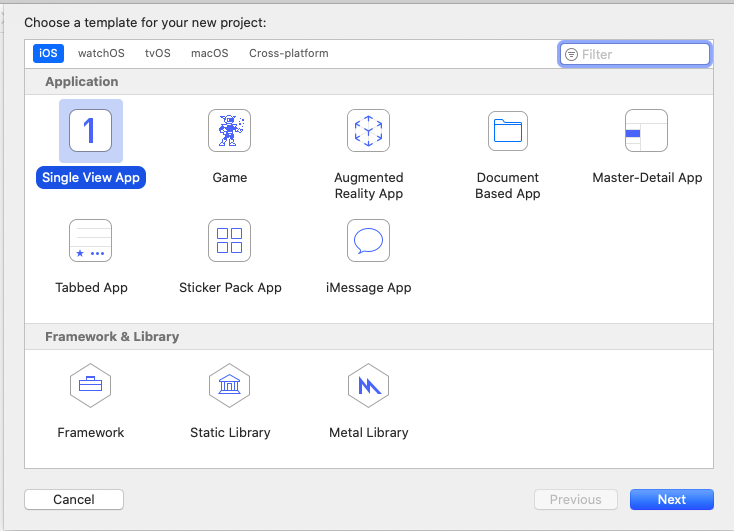 Choose a template for your new project:
iOS watchOS tvOS macOS Cross-platform Filter
Application
1
Single View App Game Augmented Reality App Document Based App Master-Detail App
Tabbed App Sticker Pack App iMessage App
Framework & Library
Framework Static Library Metal Library
Cancel Previous Next